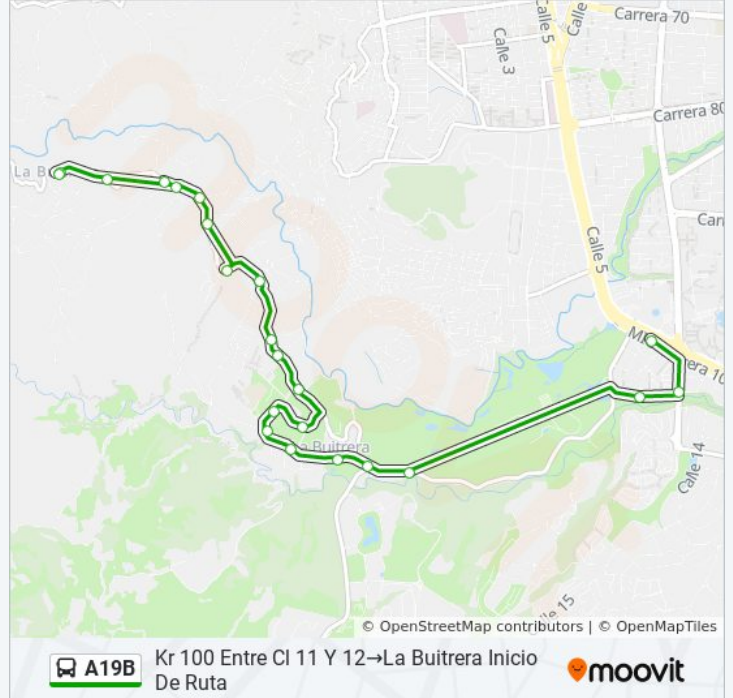 Calle 5
Calle
Carrera 70
Calle 3
Carrera 80
La B
Calle 5
La Buitrera
Calle 14
© OpenStreetMap contributors | © OpenMapTiles
A19B
Kr 100 Entre Cl 11 Y 12→La Buitrera Inicio
De Ruta
moovit